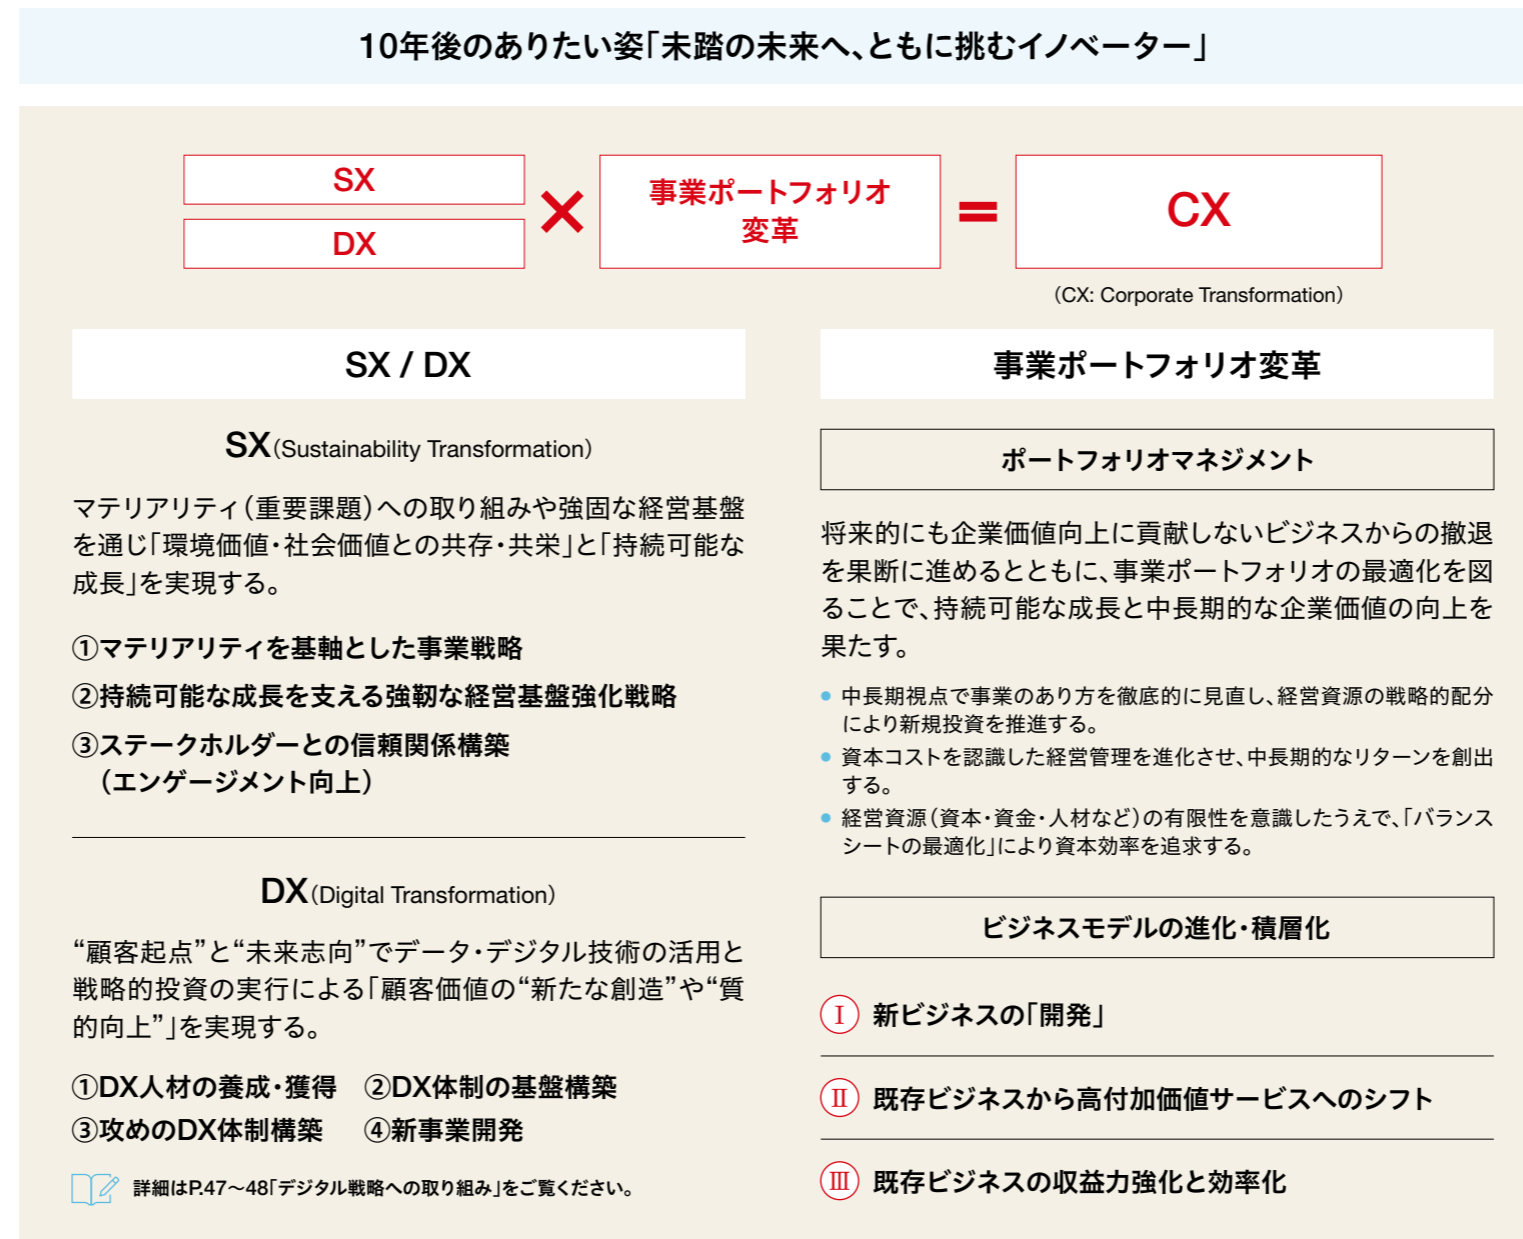 10年後のありたい姿「未踏の未来へ、ともに挑むイノベーター」
SX
DX
×
事業ポートフォリオ
変革
=
CX
(CX: Corporate Transformation)
SX / DX
SX（Sustainability Transformation）
マテリアリティ（重要課題）への取り組みや強固な経営基盤
を通じ「環境価値・社会価値との共存・共栄」と「持続可能な
成長」を実現する。
①マテリアリティを基軸とした事業戦略
②持続可能な成長を支える強靭な経営基盤強化戦略
③ステークホルダーとの信頼関係構築
（エンゲージメント向上）
DX（Digital Transformation）
“顧客起点”と“未来志向”でデータ・デジタル技術の活用と
戦略的投資の実行による「顧客価値の“新たな創造”や“質
的向上”」を実現する。
①DX人材の養成・獲得　②DX体制の基盤構築
③攻めのDX体制構築　④新事業開発
詳細はP.47～48「デジタル戦略への取り組み」をご覧ください。
事業ポートフォリオ変革
ポートフォリオマネジメント
将来的にも企業価値向上に貢献しないビジネスからの撤退
を果断に進めるとともに、事業ポートフォリオの最適化を図
ることで、持続可能な成長と中長期的な企業価値の向上を
果たす。
● 中長期視点で事業のあり方を徹底的に見直し、経営資源の戦略的配分
により新規投資を推進する。
● 資本コストを認識した経営管理を進化させ、中長期的なリターンを創出
する。
● 経営資源（資本・資金・人材など）の有限性を意識したうえで、「バランス
シートの最適化」により資本効率を追求する。
ビジネスモデルの進化・積層化
Ⅰ 新ビジネスの「開発」
Ⅱ 既存ビジネスから高付加価値サービスへのシフト
Ⅲ 既存ビジネスの収益力強化と効率化